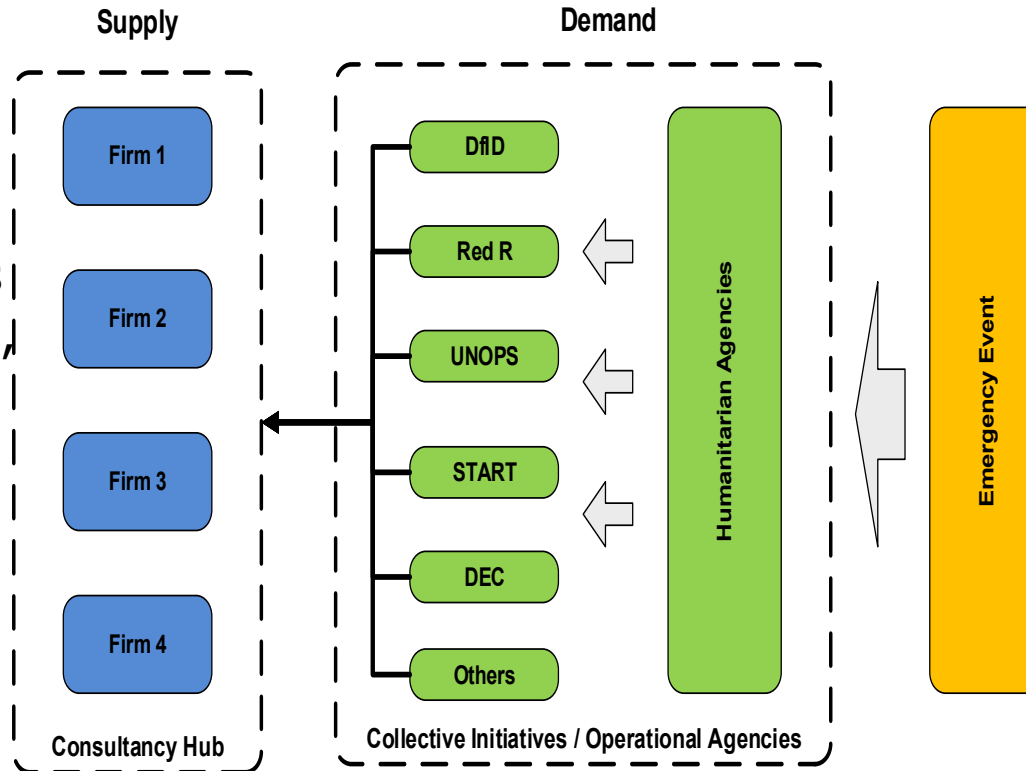 Supply
Demand
Firm 1
Firm 2
Firm 3
Firm 4
Consultancy Hub
DfID
Red R
UNOPS
START
DEC
Others
Humanitarian Agencies
Collective Initiatives / Operational Agencies
Emergency Event